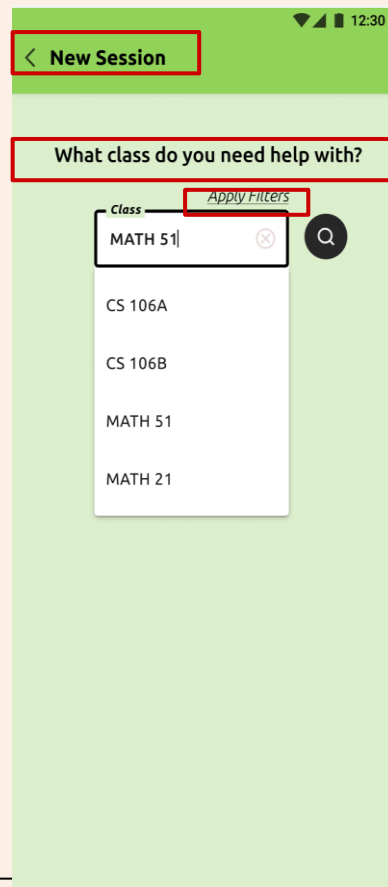 12:30
New Session
What class do you need help with?
Apply Filters
Class
MATH 51
CS 106A
CS 106B
MATH 51
MATH 21